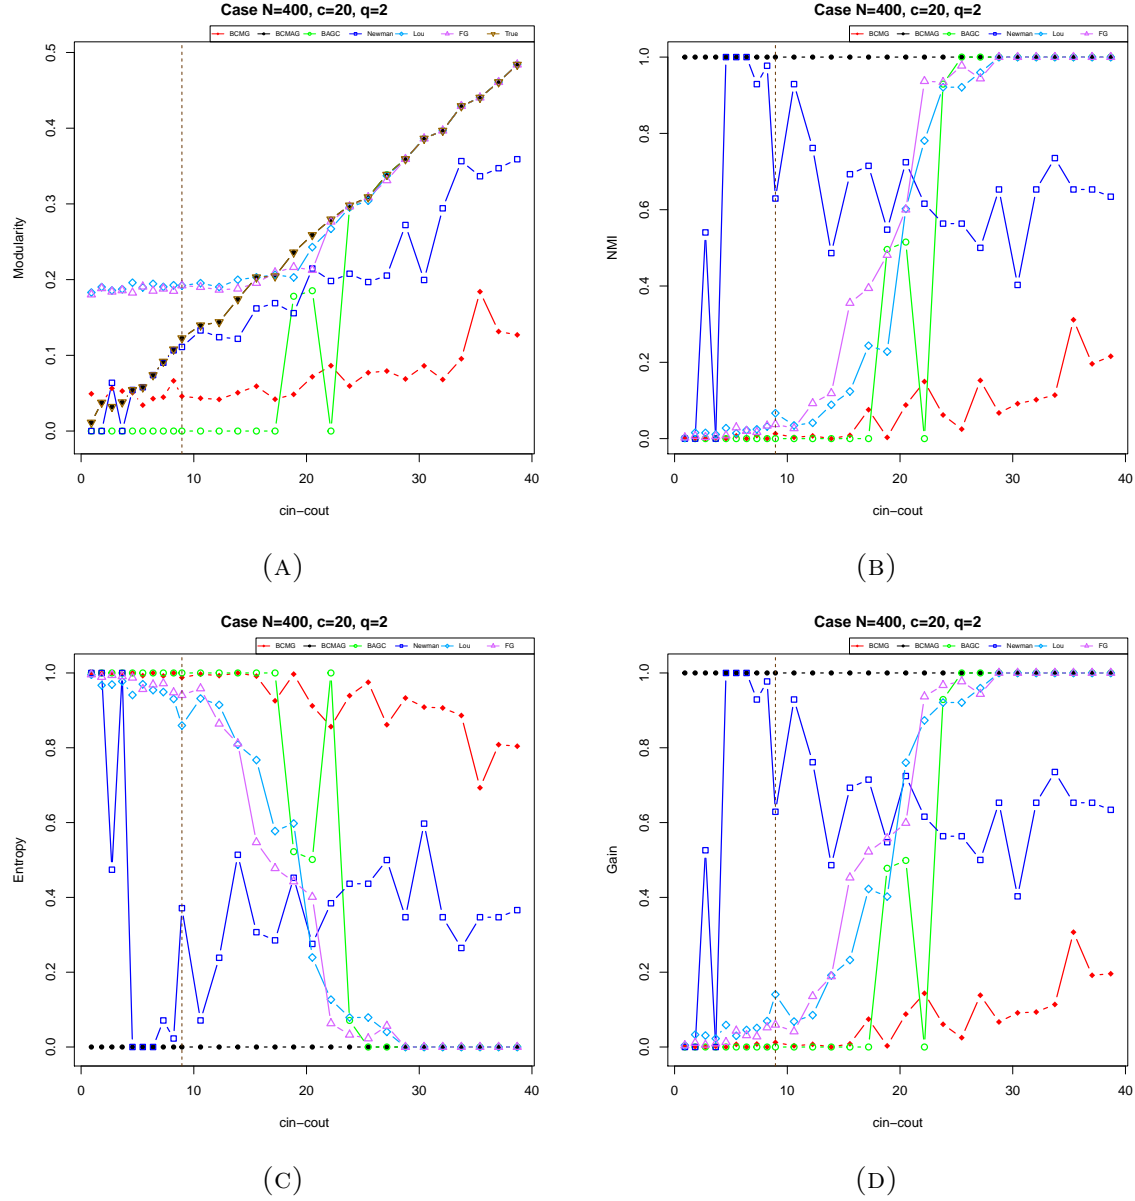 Case N=400, c=20, q=2
BCMG BCMAG BAGC Newman Lou FG True
Modularity
0.5
0.4
0.3
0.2
0.1
0.0
0 10 20 30 40
cin−cout
(A)
Case N=400, c=20, q=2
BCMG BCMAG BAGC Newman Lou FG
NMI
1.0
0.8
0.6
0.4
0.2
0.0
0 10 20 30 40
cin−cout
(B)
Case N=400, c=20, q=2
BCMG BCMAG BAGC Newman Lou FG
Entropy
1.0
0.8
0.6
0.4
0.2
0.0
0 10 20 30 40
cin−cout
(C)
Case N=400, c=20, q=2
BCMG BCMAG BAGC Newman Lou FG
Gain
1.0
0.8
0.6
0.4
0.2
0.0
0 10 20 30 40
cin−cout
(D)